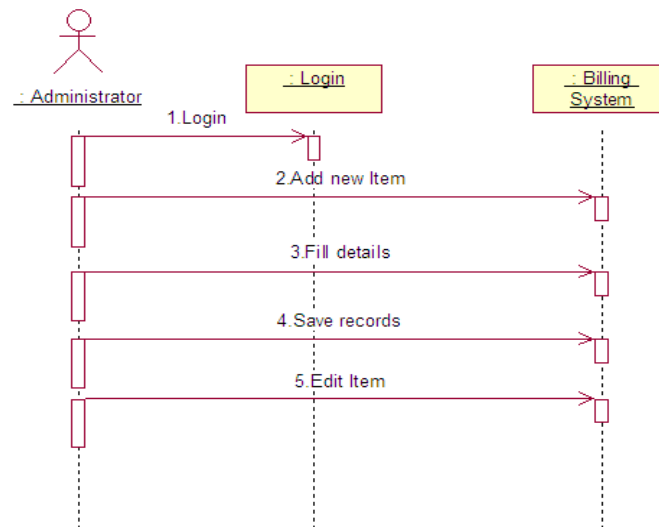 : Administrator
: Login
: Billing
System
1.Login
2.Add new Item
3.Fill details
4.Save records
5.Edit Item